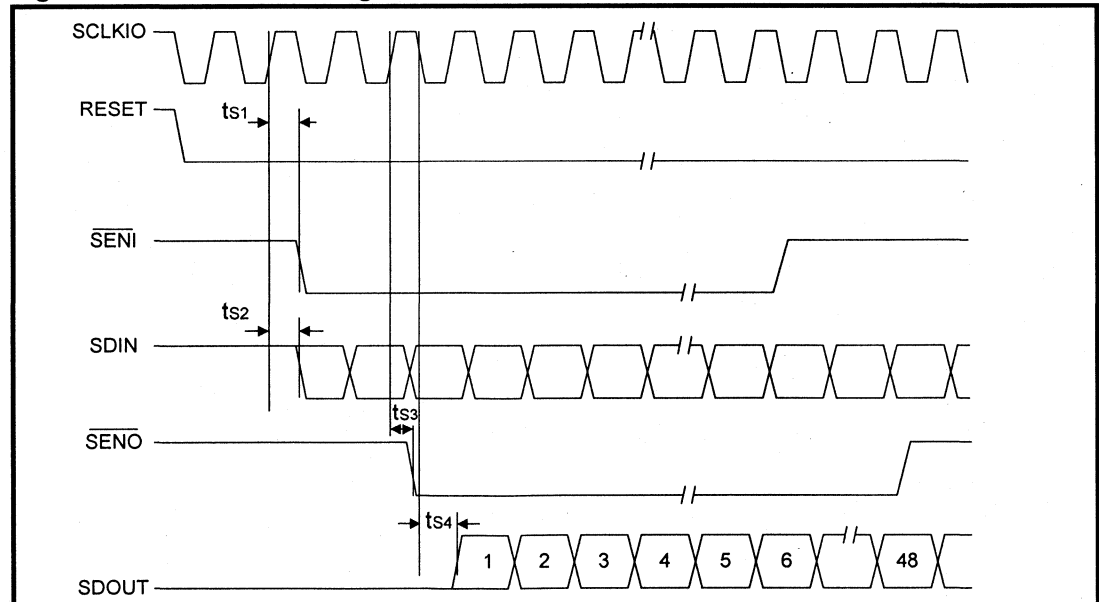 SCLKIO
RESET
ts1
SENI
ts2
SDIN
ts3
SENO
ts4
1 2 3 4 5 6 48
SDOUT